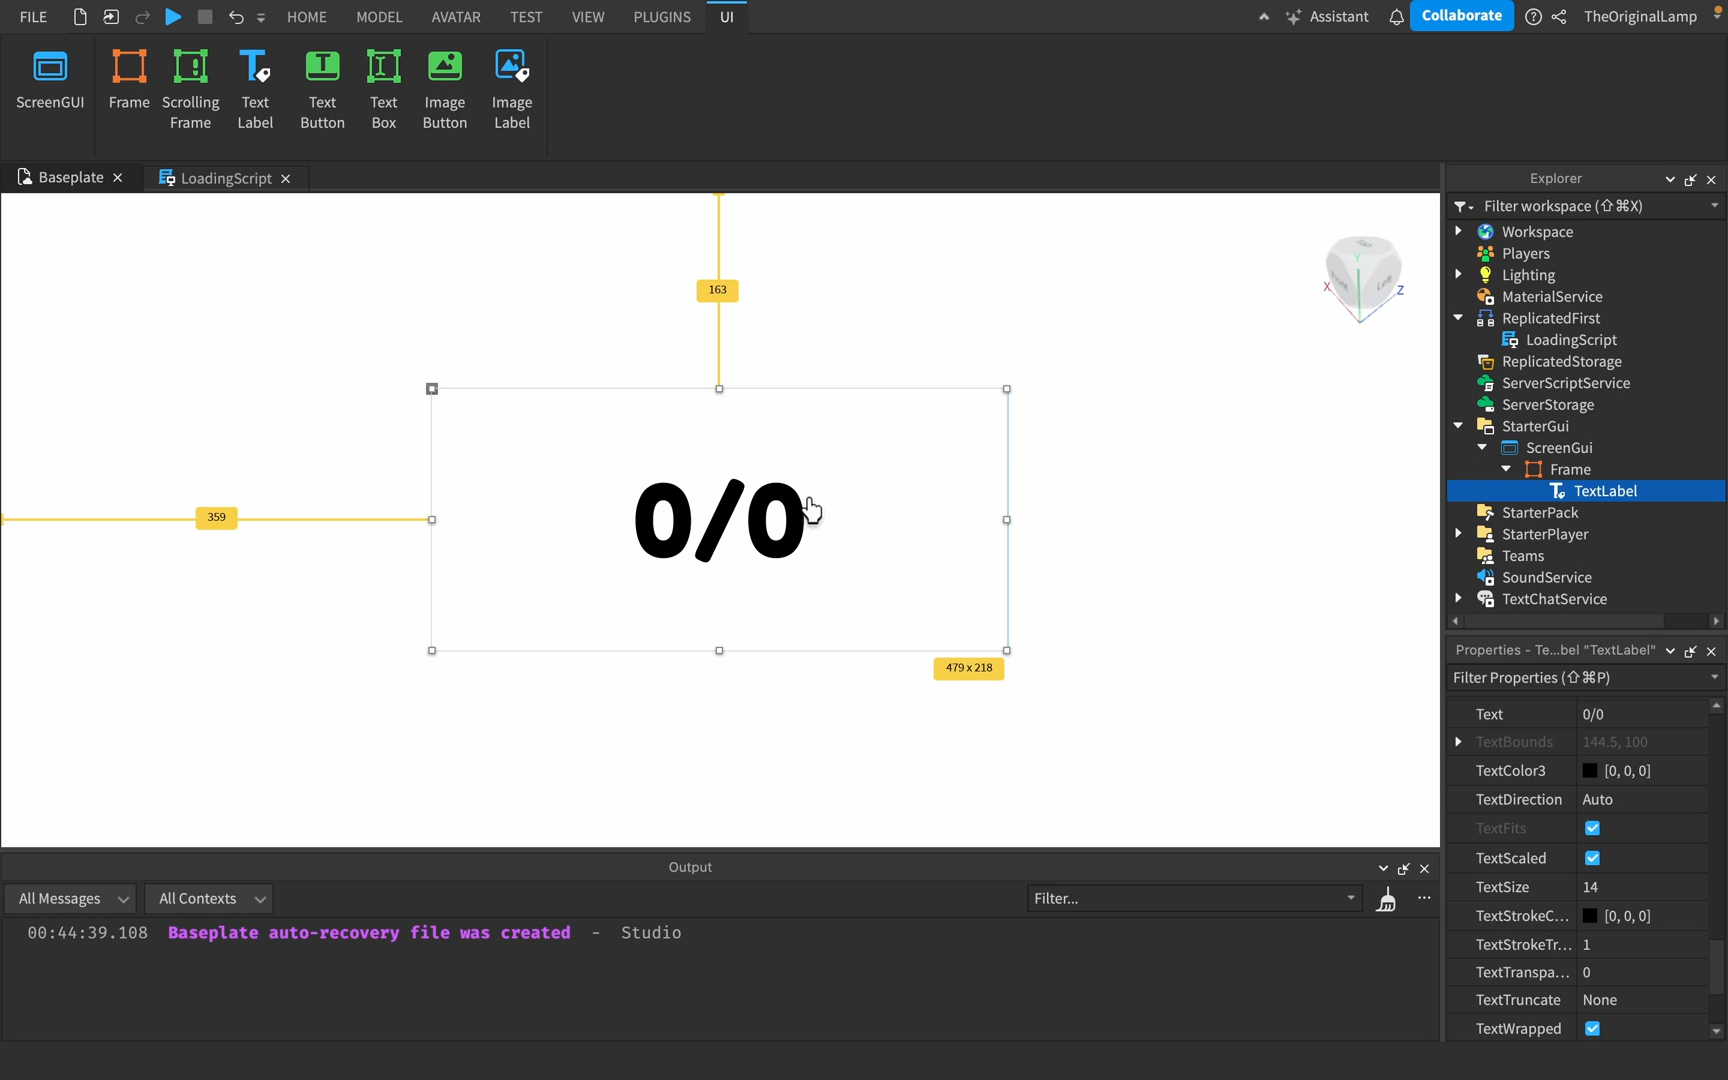 FILE HOME MODEL AVATAR TEST VIEW PLUGINS UI Assistant Collaborate TheOriginalLamp
ScreenGUI
Frame
Scrolling
Frame
Text
Label
Text
Button
Text
Box
Image
Button
Image
Label
Baseplate
LoadingScript
163
359
0/0
479 x 218
Explorer
Filter workspace (⇧⌘X)
Workspace
Players
Lighting
MaterialService
ReplicatedFirst
LoadingScript
ReplicatedStorage
ServerScriptService
ServerStorage
StarterGui
ScreenGui
Frame
TextLabel
StarterPack
StarterPlayer
Teams
SoundService
TextChatService
Properties - Te...bel "TextLabel"
Filter Properties (⇧⌘P)
Text 0/0
TextBounds 144.5, 100
TextColor3 [0, 0, 0]
TextDirection Auto
TextFits
TextScaled
TextSize 14
TextStrokeC... [0, 0, 0]
TextStrokeTr... 1
TextTranspa... 0
TextTruncate None
TextWrapped
Output
All Messages All Contexts Filter...
00:44:39.108 Baseplate auto-recovery file was created - Studio